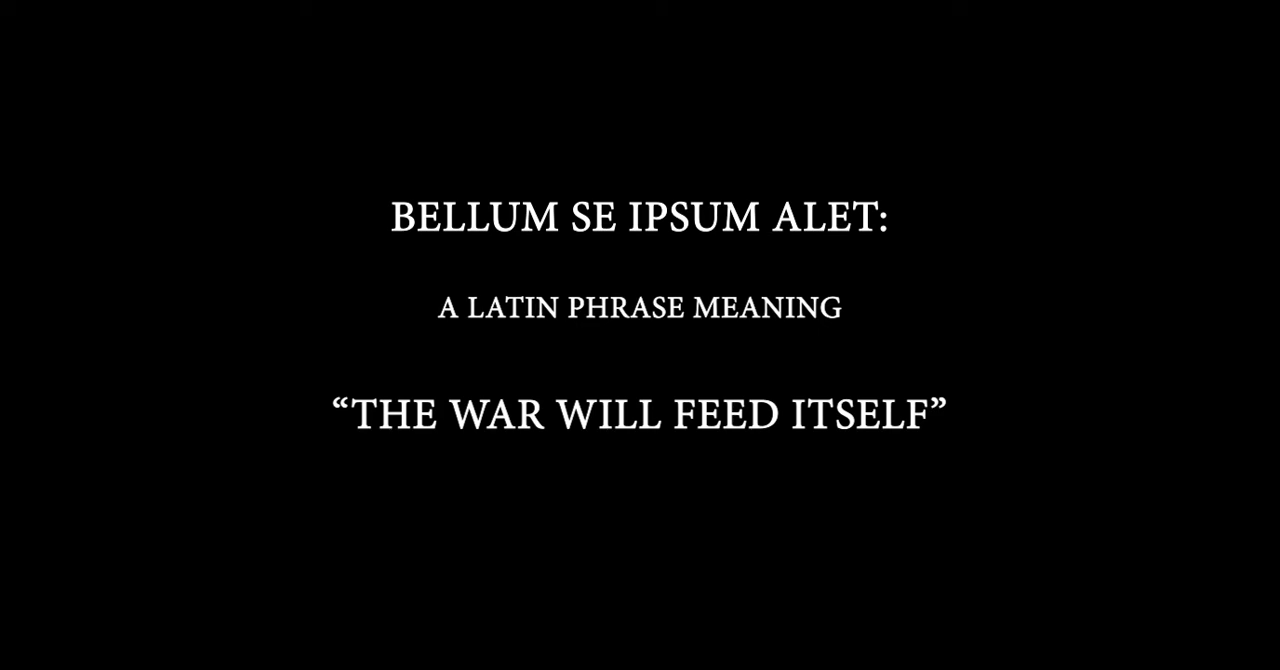 BELLUM SE IPSUM ALET:
A LATIN PHRASE MEANING
“THE WAR WILL FEED ITSELF”